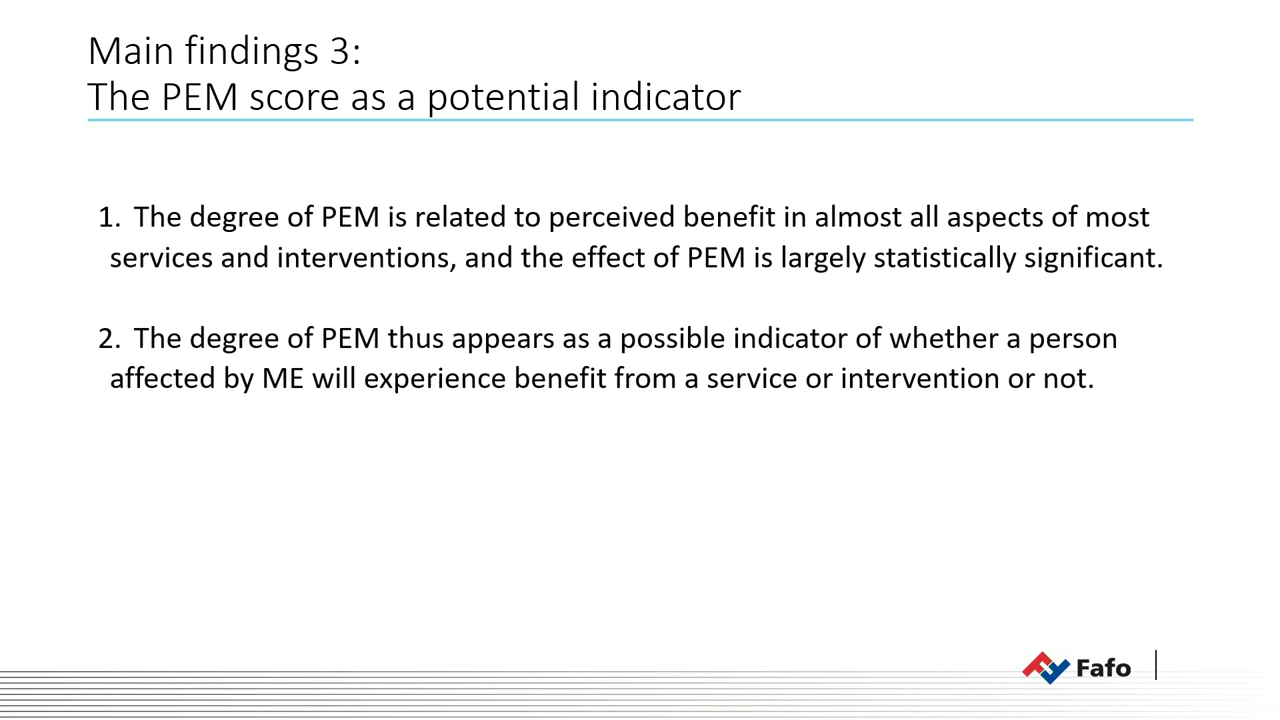 Main findings 3:
The PEM score as a potential indicator
1. The degree of PEM is related to perceived benefit in almost all aspects of most
services and interventions, and the effect of PEM is largely statistically significant.
2. The degree of PEM thus appears as a possible indicator of whether a person
affected by ME will experience benefit from a service or intervention or not.
Fafo